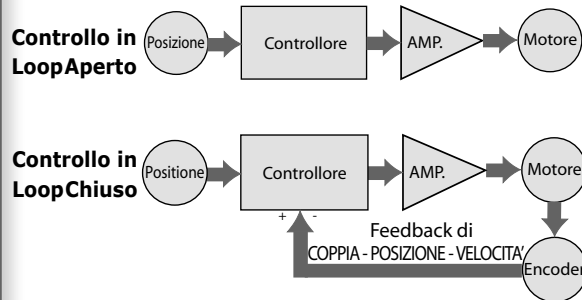 Controllo in
LoopAperto
Posizione
Controllore
AMP.
Motore
Controllo in
LoopChiuso
Positione
Controllore
AMP.
Motore
+ -
Feedback di
COPPIA - POSIZIONE - VELOCITA'
Encoder